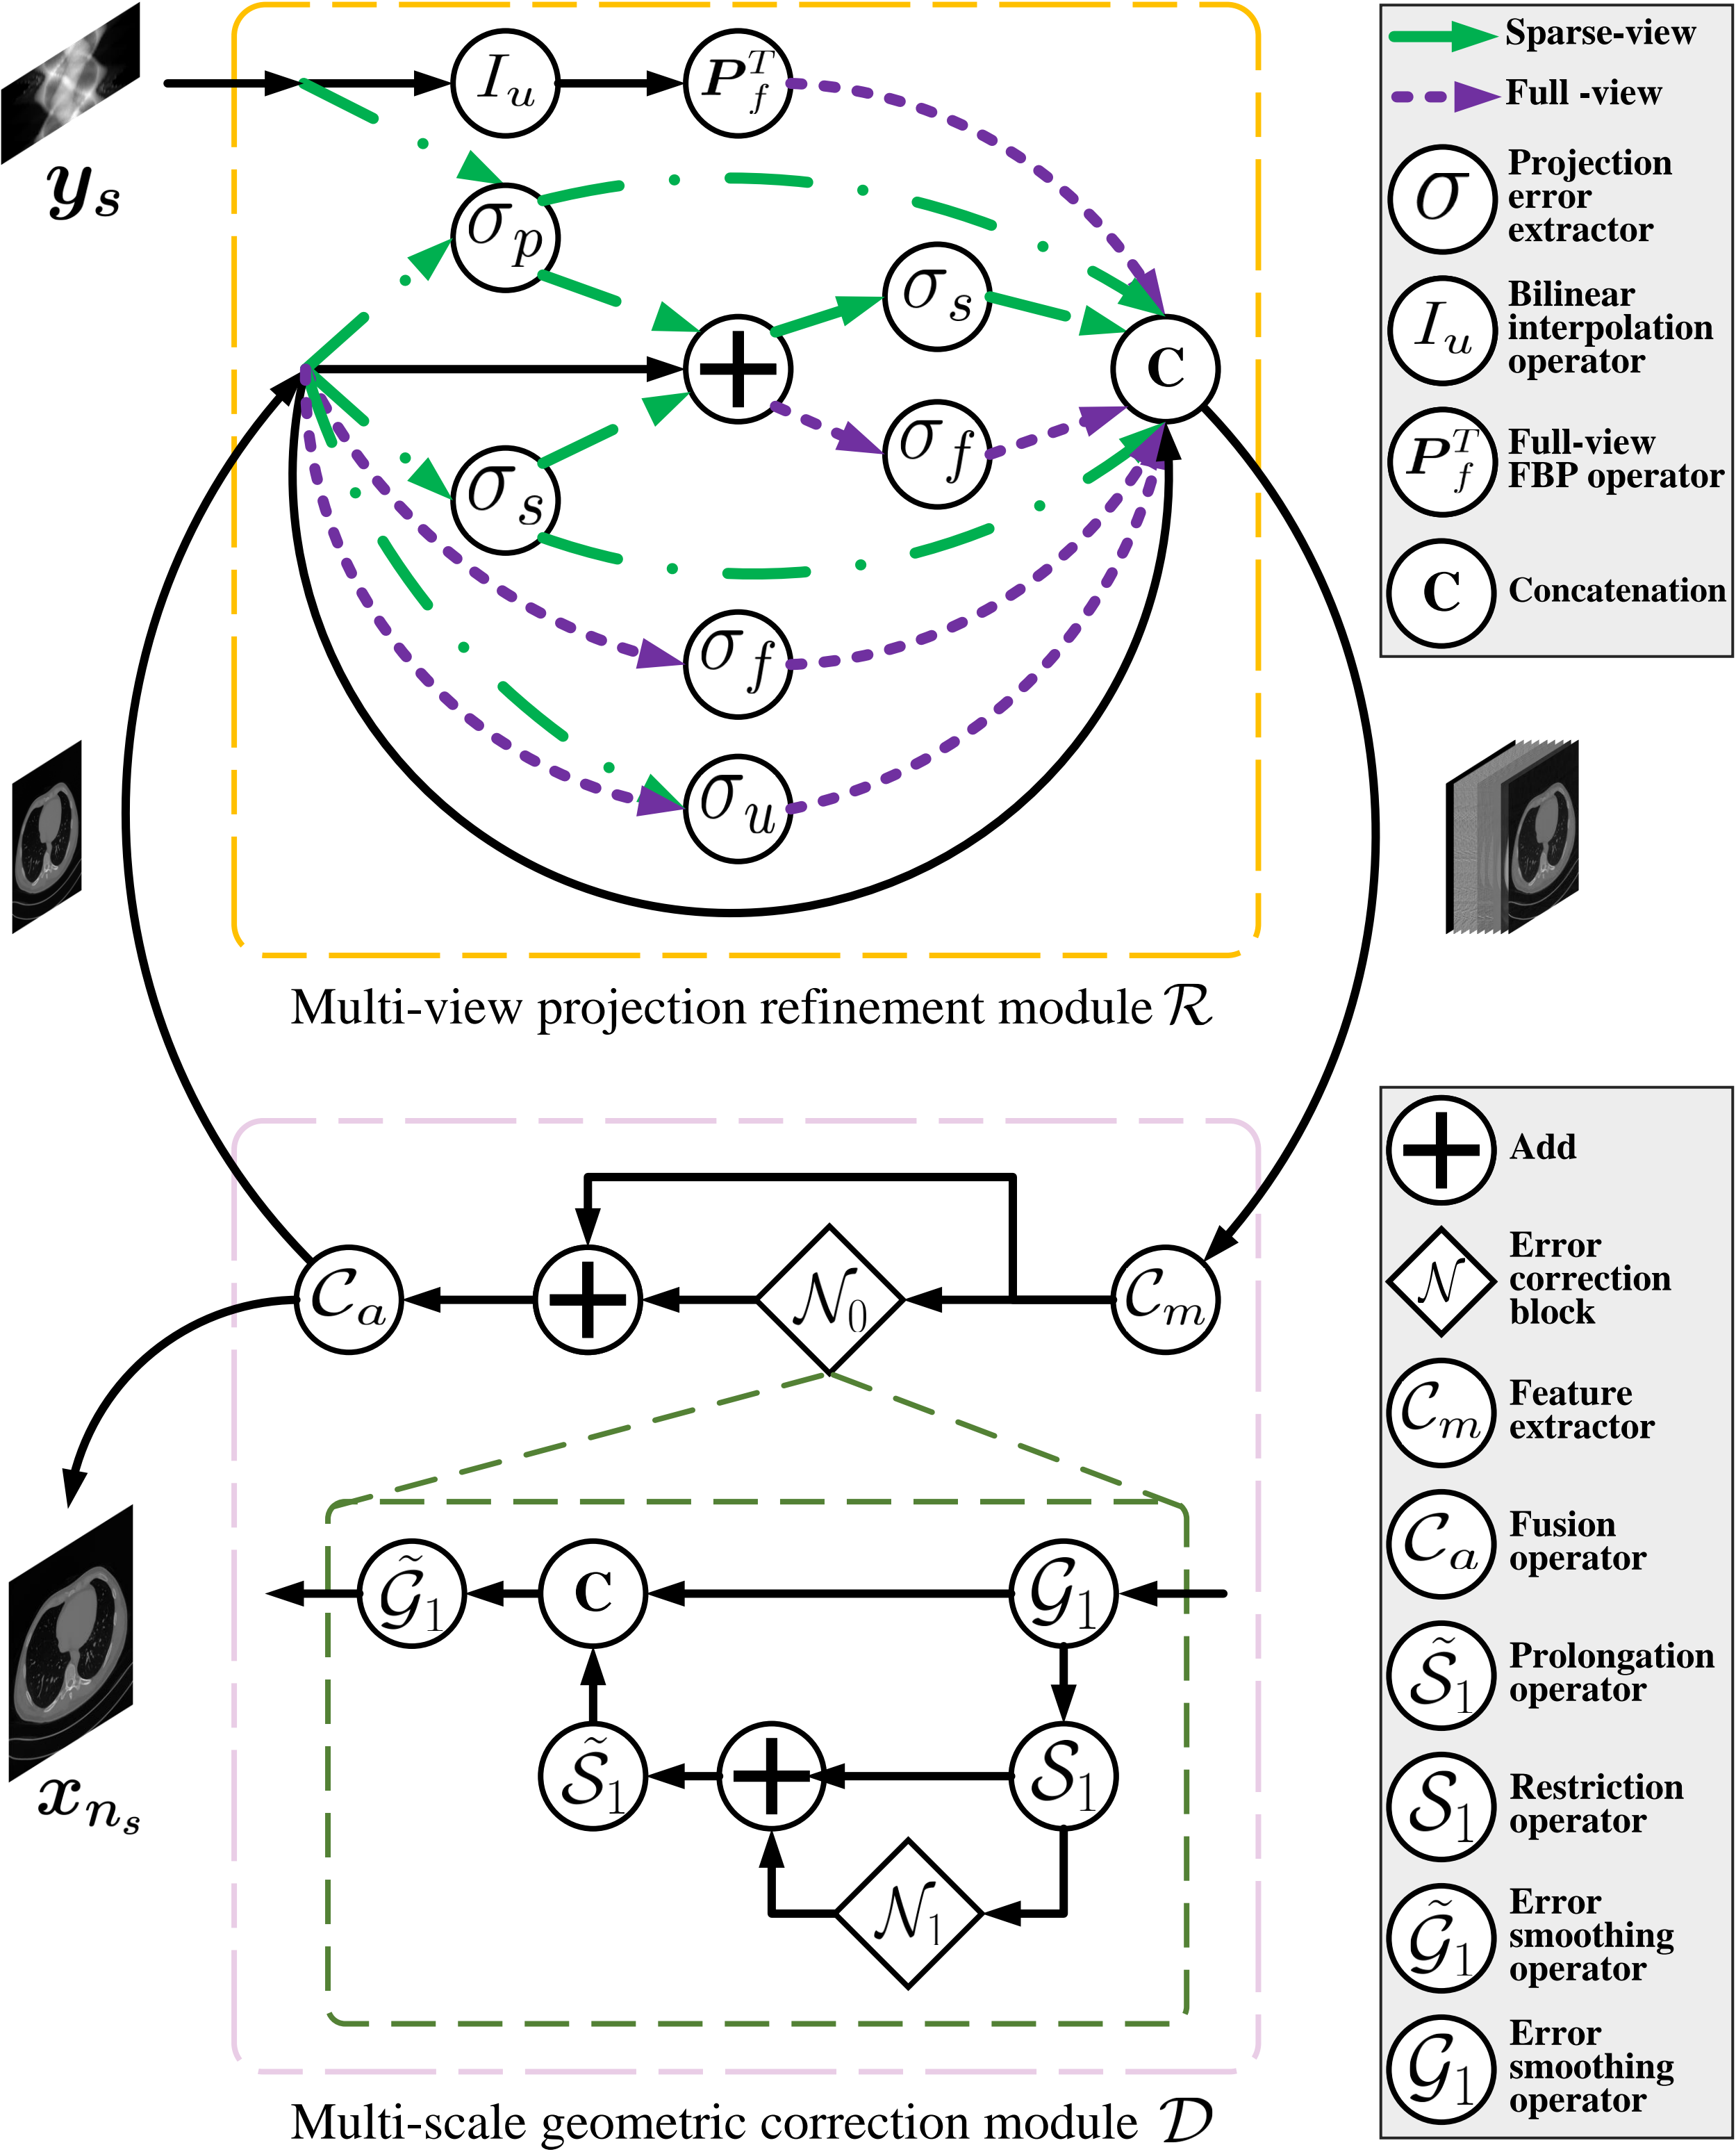 Sparse-view
Full -view
I_u
P_f^T
σ
Projection
error
extractor
y_s
σ_p
σ_s
I_u
Bilinear
interpolation
operator
C
σ_f
P_f^T
Full-view
FBP operator
σ_s
C
Concatenation
σ_f
σ_u
Multi-view projection refinement module ℛ
Add
𝒩
Error
correction
block
𝒞_a
𝒩_0
𝒞_m
𝒞_m
Feature
extractor
𝒞_a
Fusion
operator
𝒢̃_1
C
𝒢_1
𝒮̃_1
Prolongation
operator
𝒮̃_1
𝒮_1
𝒮_1
Restriction
operator
x_{n_s}
𝒩_1
𝒢̃_1
Error
smoothing
operator
𝒢_1
Error
smoothing
operator
Multi-scale geometric correction module 𝒟